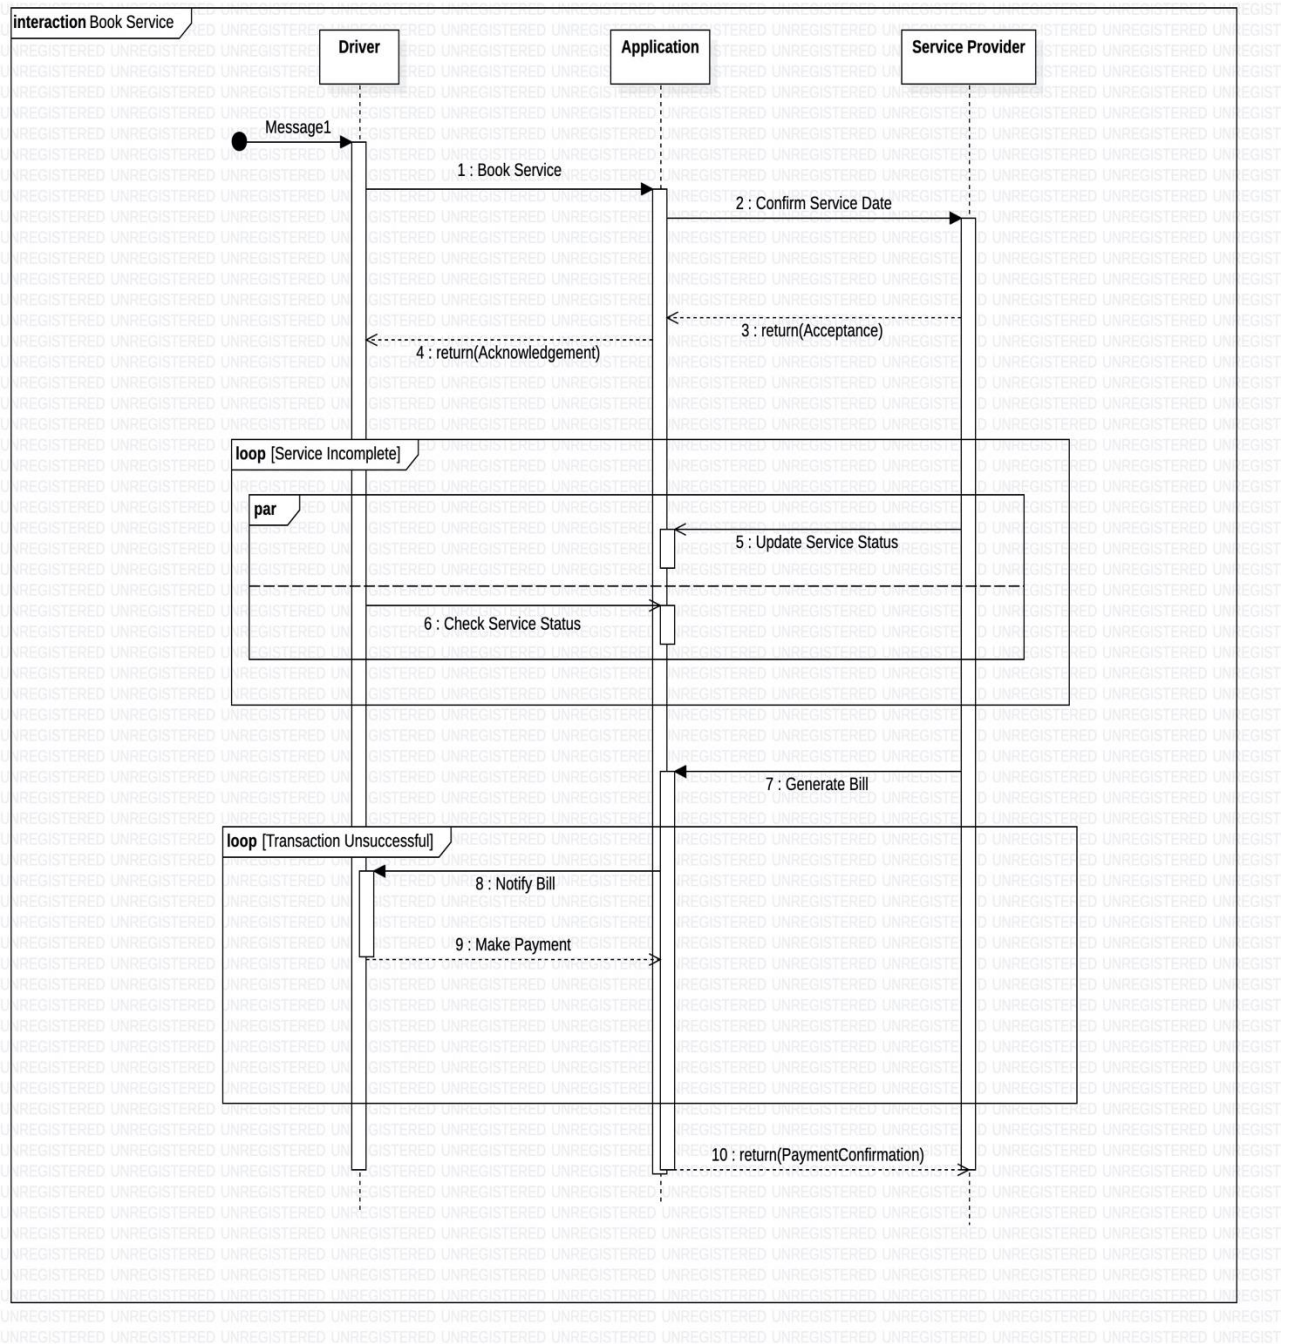 interaction Book Service
Driver
Application
Service Provider
Message1
1 : Book Service
2 : Confirm Service Date
3 : return(Acceptance)
4 : return(Acknowledgement)
loop [Service Incomplete]
par
5 : Update Service Status
6 : Check Service Status
7 : Generate Bill
loop [Transaction Unsuccessful]
8 : Notify Bill
9 : Make Payment
10 : return(PaymentConfirmation)
UNREGISTERED